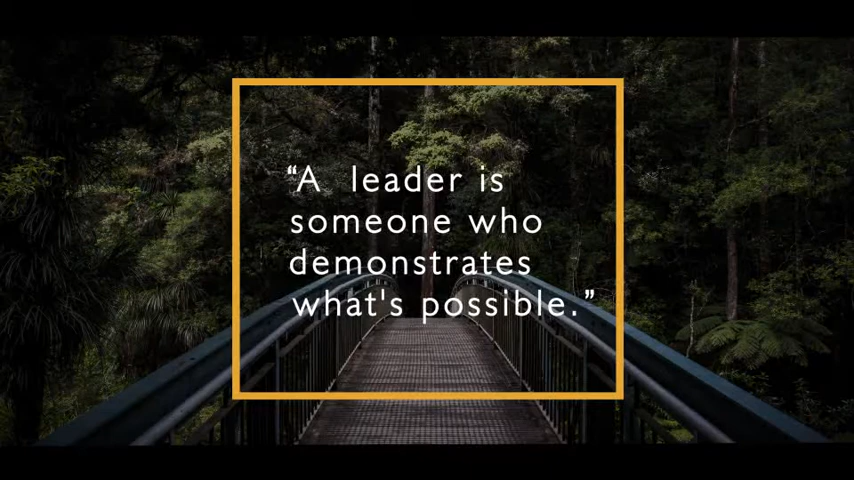 “A leader is
someone who
demonstrates
what's possible.”